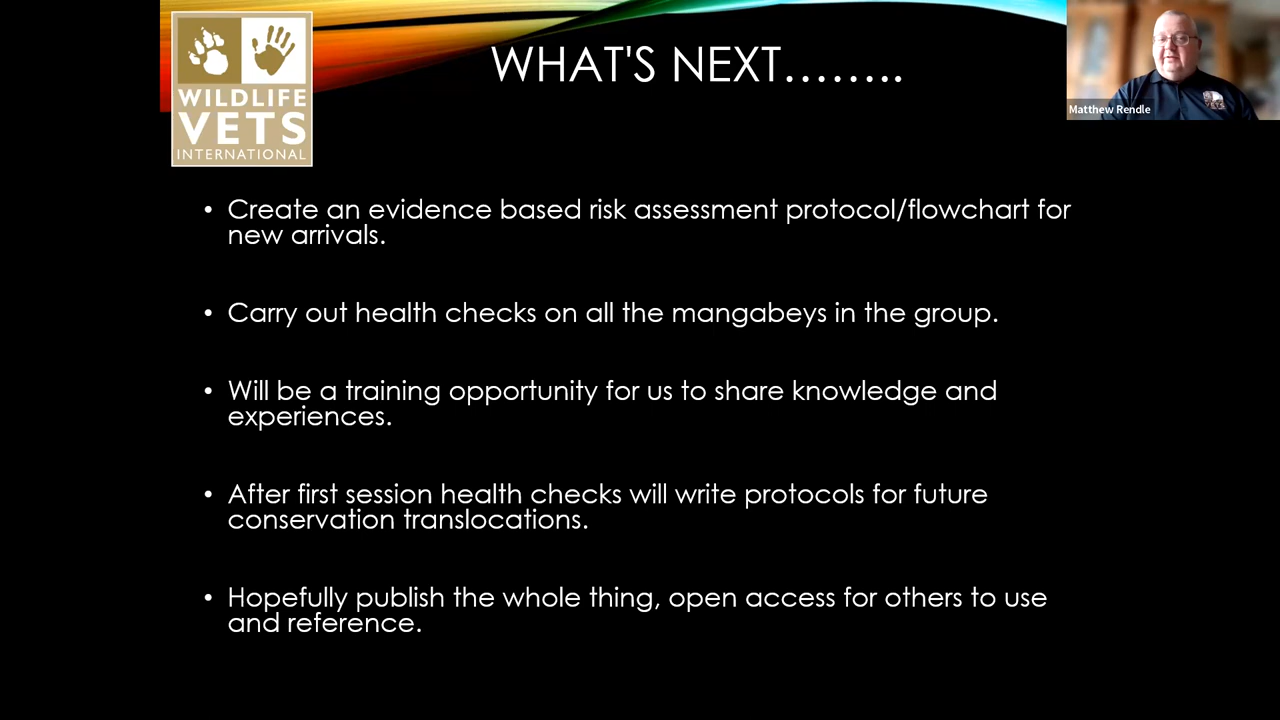 WILDLIFE
VETS
INTERNATIONAL
WHAT'S NEXT........
Matthew Rendle
• Create an evidence based risk assessment protocol/flowchart for
new arrivals.
• Carry out health checks on all the mangabeys in the group.
• Will be a training opportunity for us to share knowledge and
experiences.
• After first session health checks will write protocols for future
conservation translocations.
• Hopefully publish the whole thing, open access for others to use
and reference.